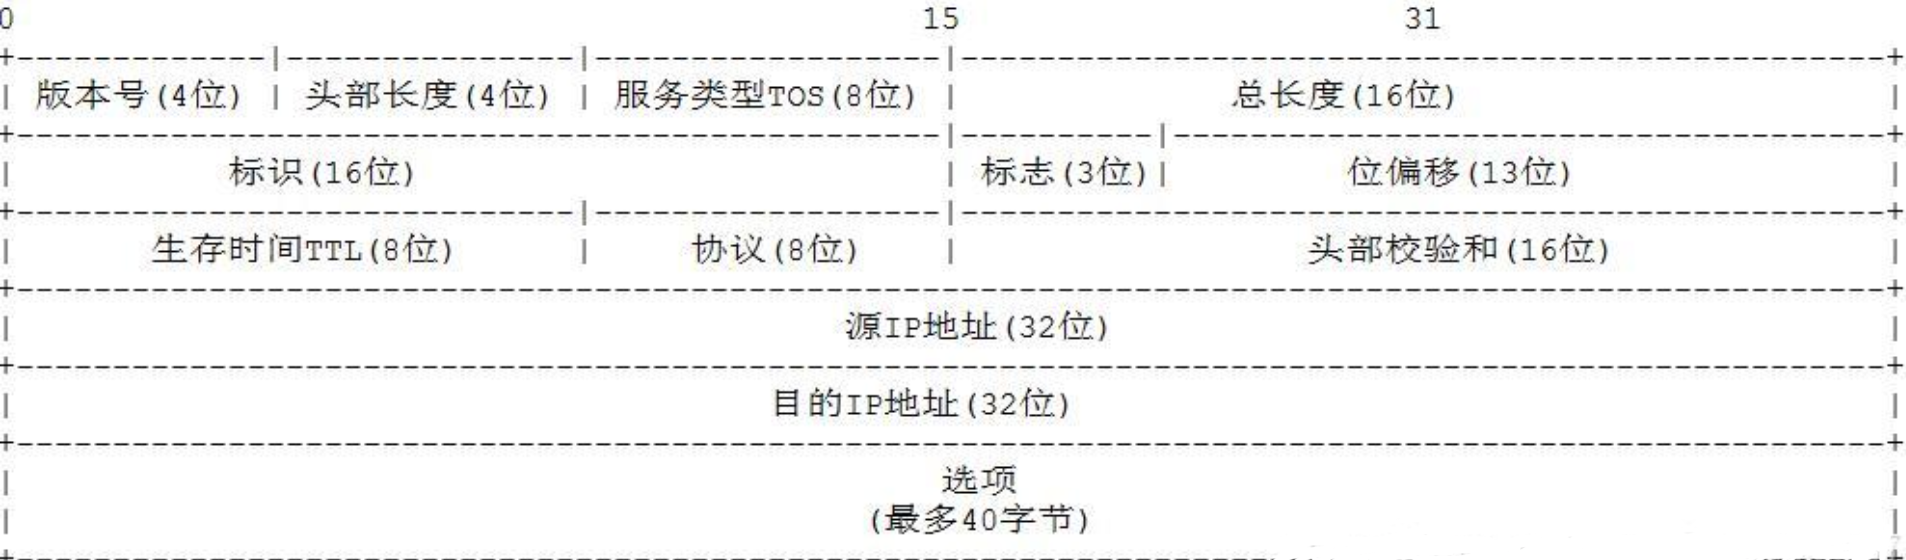 0 15 31
版本号(4位) | 头部长度(4位) | 服务类型TOS(8位) | 总长度(16位)
标识(16位) | 标志(3位) | 位偏移(13位)
生存时间TTL(8位) | 协议(8位) | 头部校验和(16位)
源IP地址(32位)
目的IP地址(32位)
选项
(最多40字节)